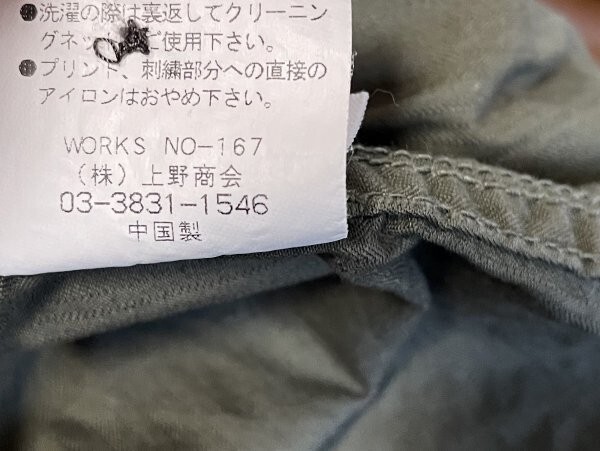 ●洗濯の際は裏返してクリーニン
グネッ ご使用下さい。
●プリント、刺繍部分への直接の
アイロンはおやめ下さい。
WORKS NO-167
(株)上野商会
03-3831-1546
中国製